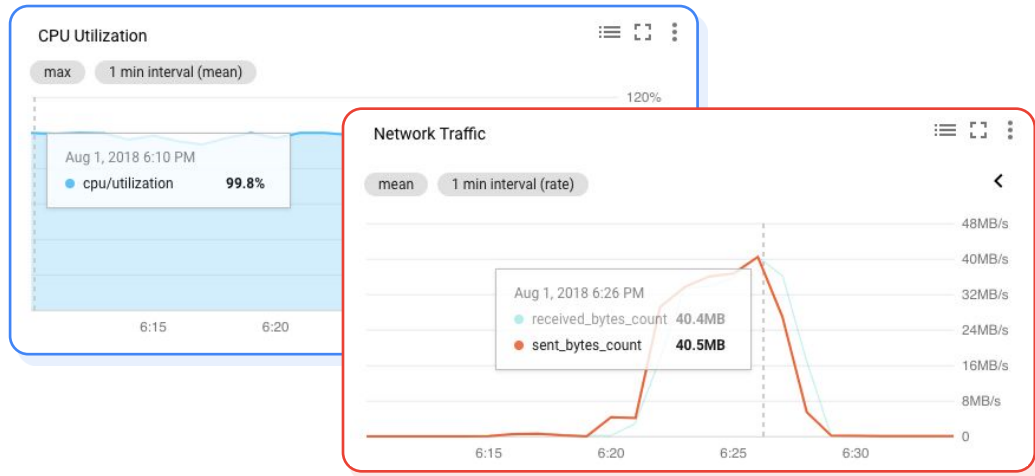 CPU Utilization
max
1 min interval (mean)
120%
Aug 1, 2018 6:10 PM
cpu/utilization 99.8%
6:15
6:20
Network Traffic
mean
1 min interval (rate)
48MB/s
40MB/s
32MB/s
24MB/s
16MB/s
8MB/s
0
Aug 1, 2018 6:26 PM
received_bytes_count 40.4MB
sent_bytes_count 40.5MB
6:15
6:20
6:25
6:30